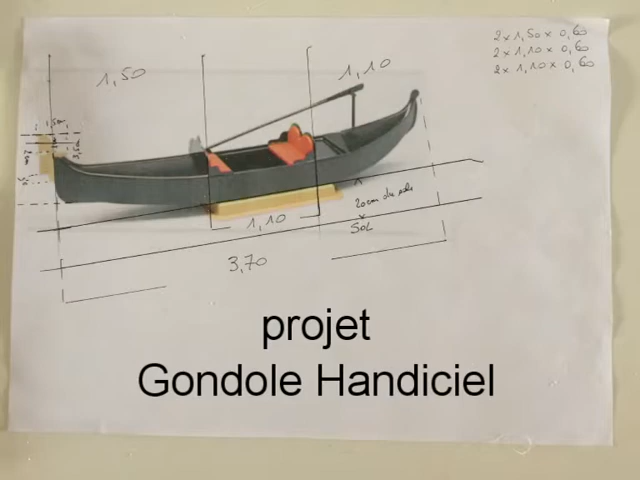 2 x 1,50 x 0,60
2 x 1,10 x 0,60
2 x 1,10 x 0,60
1,50
1,10
1,10
20cm du sol
SOL
3,70
projet
Gondole Handiciel